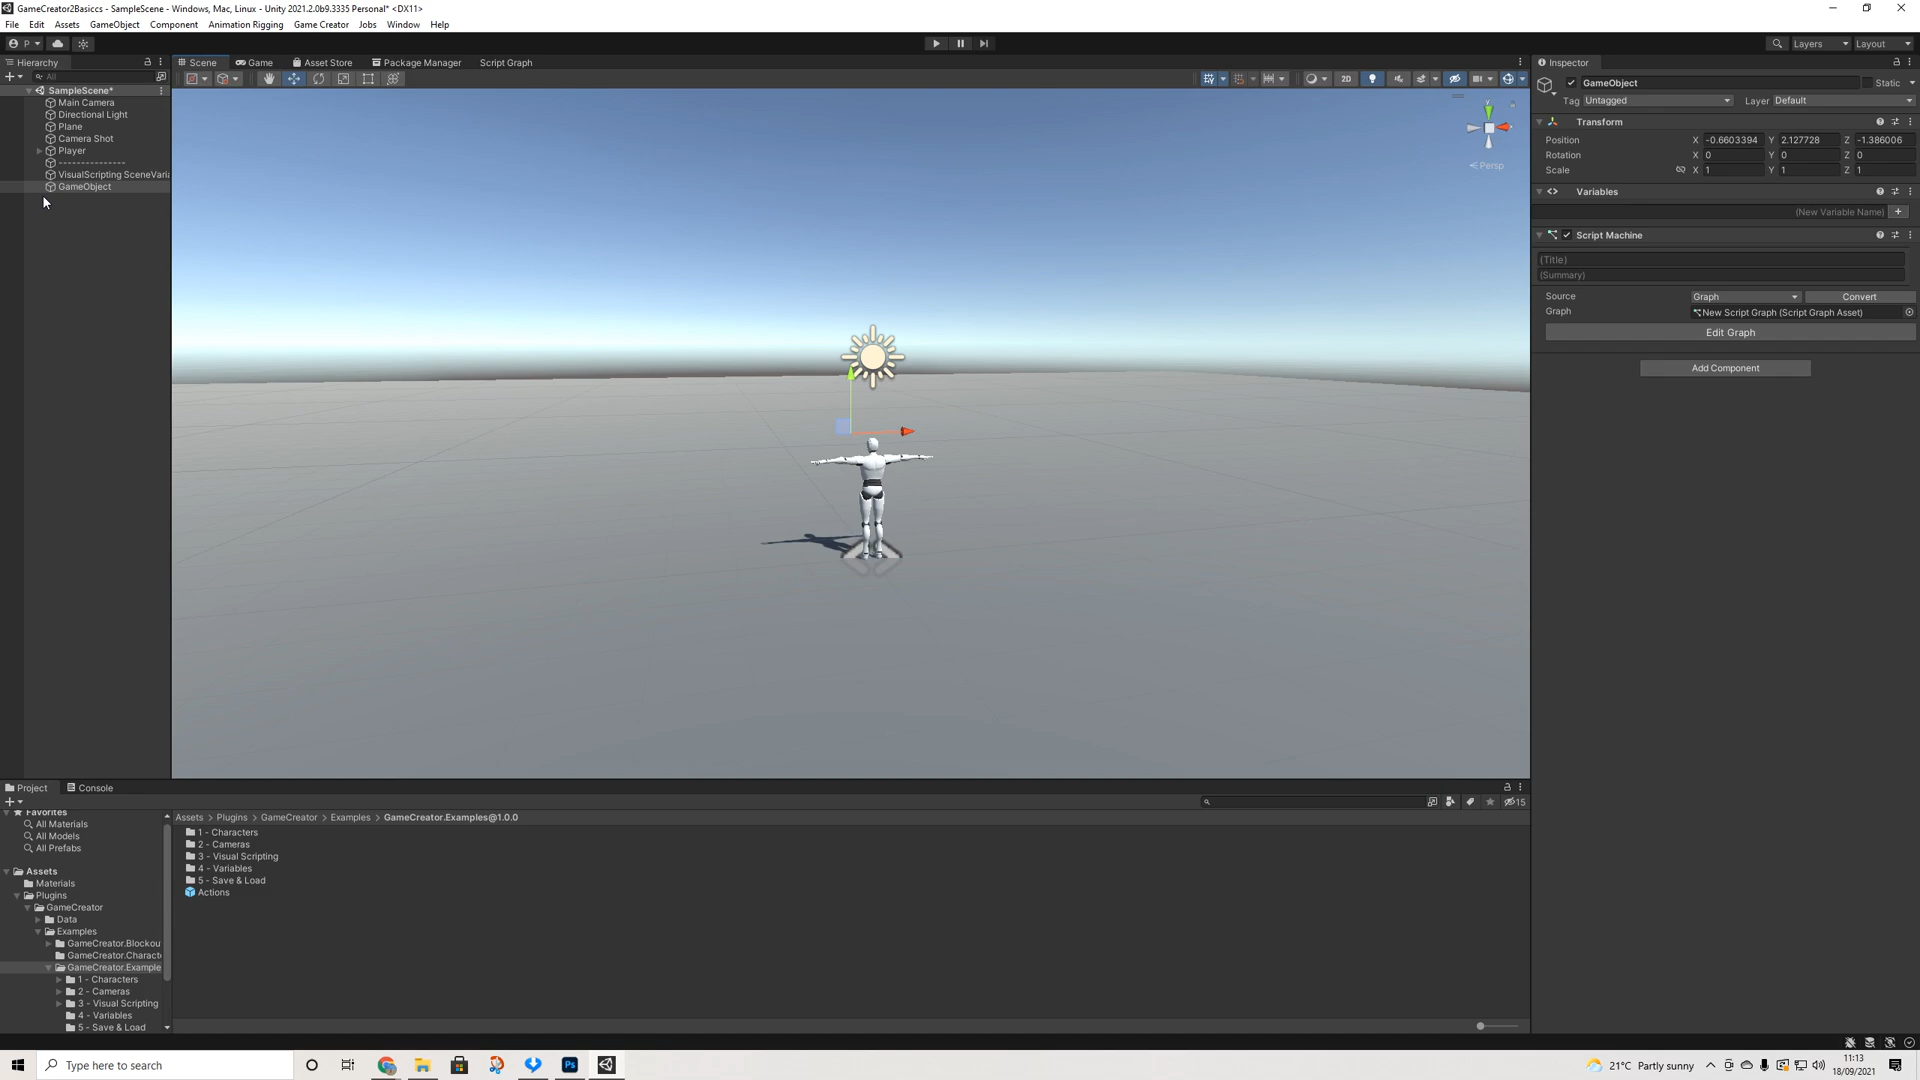 GameCreator2Basiccs - SampleScene - Windows, Mac, Linux - Unity 2021.2.0b9.3335 Personal* <DX11>
File Edit Assets GameObject Component Animation Rigging Game Creator Jobs Window Help
P
Layers
Layout
Hierarchy
Scene
Game
Asset Store
Package Manager
Script Graph
Inspector
All
2D
SampleScene*
Main Camera
Directional Light
Plane
Camera Shot
Player
---------------
VisualScripting SceneVaria
GameObject
y
Persp
GameObject
Static
Tag Untagged Layer Default
Transform
Position X -0.6603394 Y 2.127728 Z -1.386006
Rotation X 0 Y 0 Z 0
Scale X 1 Y 1 Z 1
Variables
(New Variable Name)
Script Machine
(Title)
(Summary)
Source Graph Convert
Graph New Script Graph (Script Graph Asset)
Edit Graph
Add Component
Project
Console
15
Favorites
All Materials
All Models
All Prefabs
Assets
Materials
Plugins
GameCreator
Data
Examples
GameCreator.Blockou
GameCreator.Charact
GameCreator.Example
1 - Characters
2 - Cameras
3 - Visual Scripting
4 - Variables
5 - Save & Load
Assets > Plugins > GameCreator > Examples > GameCreator.Examples@1.0.0
1 - Characters
2 - Cameras
3 - Visual Scripting
4 - Variables
5 - Save & Load
Actions
Type here to search
Ps
21°C Partly sunny
11:13
18/09/2021